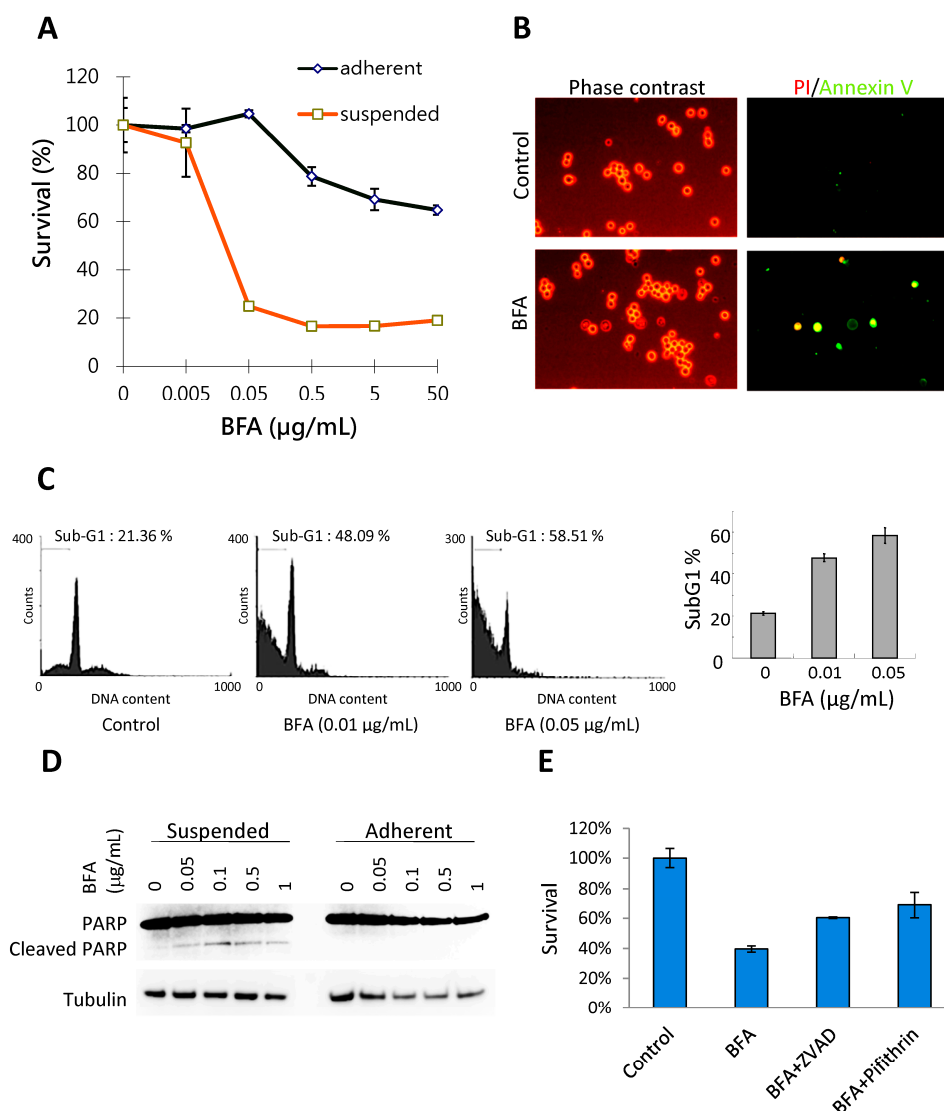 A
adherent
suspended
120
100
80
60
40
20
0
Survival (%)
0
0.005
0.05
0.5
5
50
BFA (µg/mL)
B
Phase contrast
PI/Annexin V
Control
BFA
C
400
Sub-G1 : 21.36 %
Counts
0
1000
DNA content
Control
400
Sub-G1 : 48.09 %
Counts
0
1000
DNA content
BFA (0.01 µg/mL)
300
Sub-G1 : 58.51 %
Counts
0
1000
DNA content
BFA (0.05 µg/mL)
60
40
20
0
SubG1 %
0
0.01
0.05
BFA (µg/mL)
D
Suspended
Adherent
BFA
(µg/mL)
0
0.05
0.1
0.5
1
0
0.05
0.1
0.5
1
PARP
Cleaved PARP
Tubulin
E
120%
100%
80%
60%
40%
20%
0%
Survival
Control
BFA
BFA+ZVAD
BFA+Pifithrin